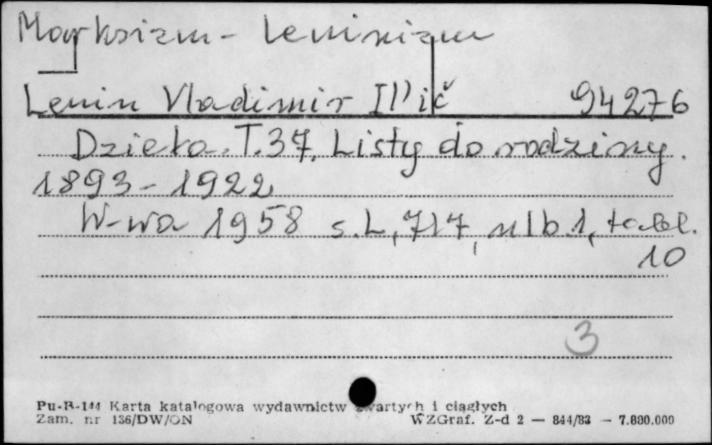 Marksizm - leninizm
Lenin Vladimir Il'ič 94276
Dzieła. T. 37, Listy do rodziny.
1893 - 1922
W-wa 1958 s. L, 717, nlb 1, tabl.
10
3
Pu-B-144 Karta katalogowa wydawnictw zwartych i ciągłych
Zam. nr 136/DW/ON WZGraf. Z-d 2 — 844/83 — 7.800.000